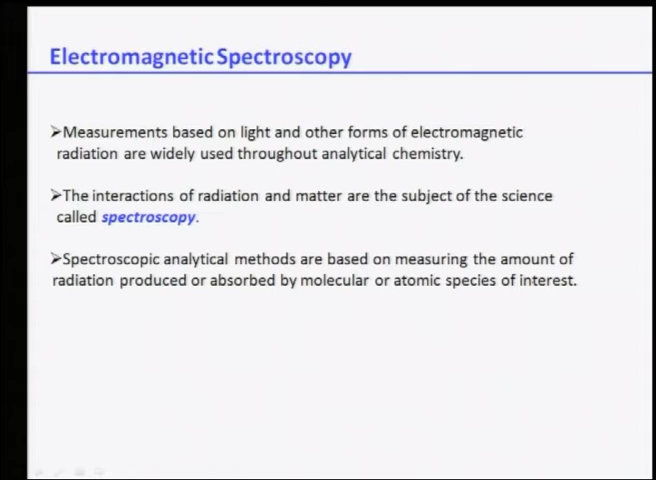 Electromagnetic Spectroscopy
➢Measurements based on light and other forms of electromagnetic
radiation are widely used throughout analytical chemistry.
➢The interactions of radiation and matter are the subject of the science
called spectroscopy.
➢Spectroscopic analytical methods are based on measuring the amount of
radiation produced or absorbed by molecular or atomic species of interest.